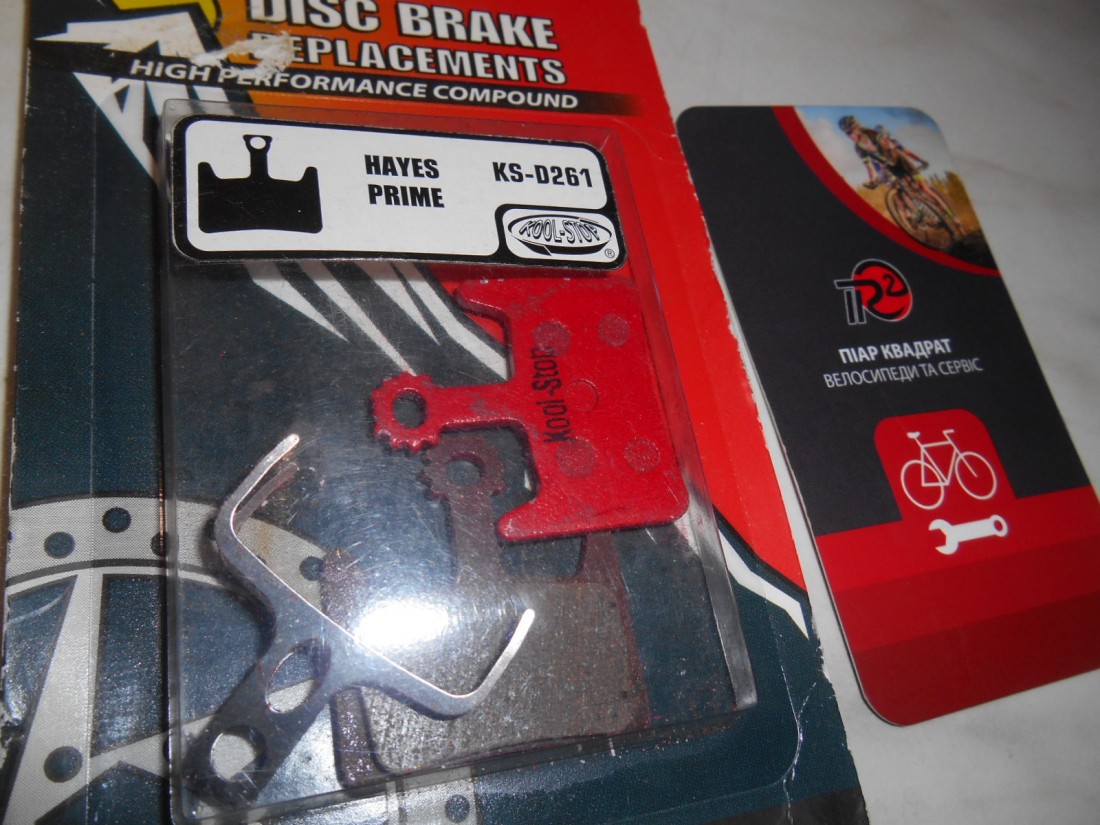 DISC BRAKE
REPLACEMENTS
HIGH PERFORMANCE COMPOUND
HAYES
PRIME
KS-D261
KOOL-STOP
®
Kool-Stop
ПR2
ПІАР КВАДРАТ
ВЕЛОСИПЕДИ ТА СЕРВІС